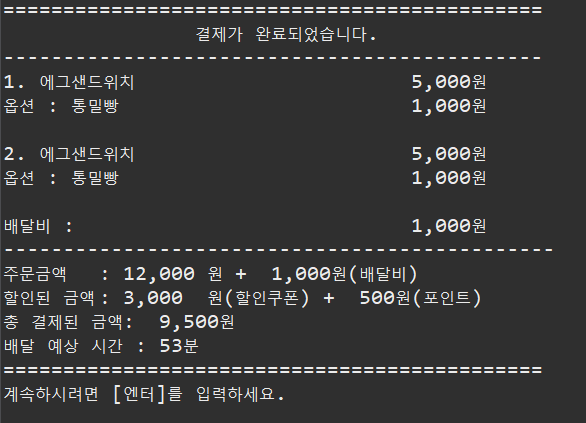 ==============================================
결제가 완료되었습니다.
----------------------------------------------
1. 에그샌드위치 5,000원
옵션 : 통밀빵 1,000원
2. 에그샌드위치 5,000원
옵션 : 통밀빵 1,000원
배달비 : 1,000원
-----------------------------------------------
주문금액 : 12,000 원 + 1,000원(배달비)
할인된 금액 : 3,000 원(할인쿠폰) + 500원(포인트)
총 결제된 금액: 9,500원
배달 예상 시간 : 53분
==============================================
계속하시려면 [엔터]를 입력하세요.